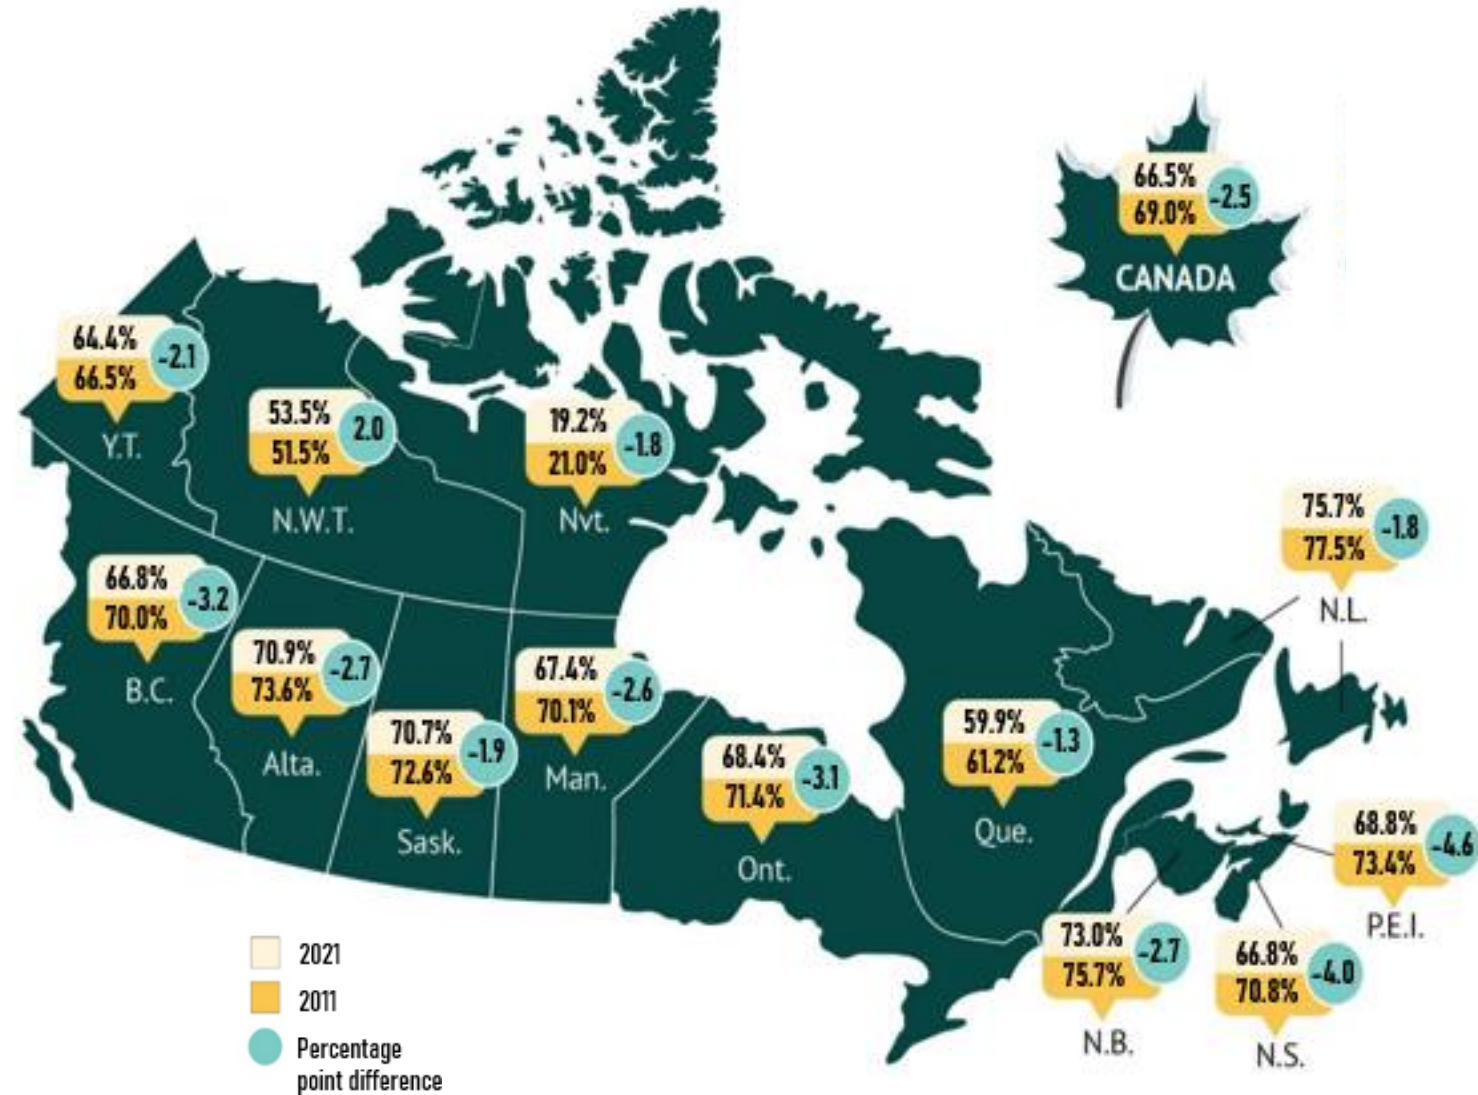 66.5%
69.0%
-2.5
CANADA
64.4%
66.5%
-2.1
Y.T.
53.5%
51.5%
2.0
N.W.T.
19.2%
21.0%
-1.8
Nvt.
75.7%
77.5%
-1.8
N.L.
66.8%
70.0%
-3.2
B.C.
70.9%
73.6%
-2.7
Alta.
70.7%
72.6%
-1.9
Sask.
67.4%
70.1%
-2.6
Man.
68.4%
71.4%
-3.1
Ont.
59.9%
61.2%
-1.3
Que.
68.8%
73.4%
-4.6
P.E.I.
73.0%
75.7%
-2.7
N.B.
66.8%
70.8%
-4.0
N.S.
2021
2011
Percentage
point difference